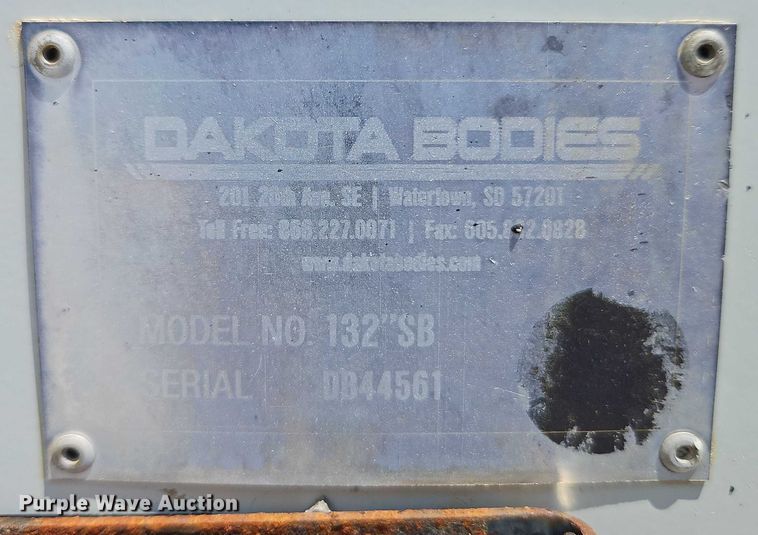 DAKOTA BODIES
201 20th Ave. SE | Watertown, SD 57201
Toll Free: 866.227.0071 | Fax:
www.dakotabodies.com
MODEL NO. 132"SB
SERIAL DB44561
Purple Wave Auction